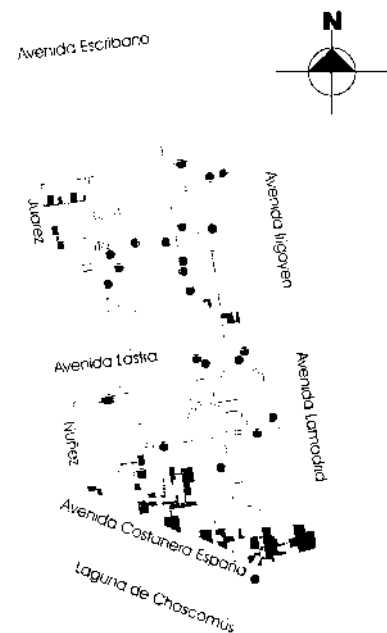 N
Avenida Escribano
Juarez
Avenida Irigoyen
Avenida Lastra
Avenida Lamadrid
Nuñez
Avenida Costanera España
Laguna de Chascomús